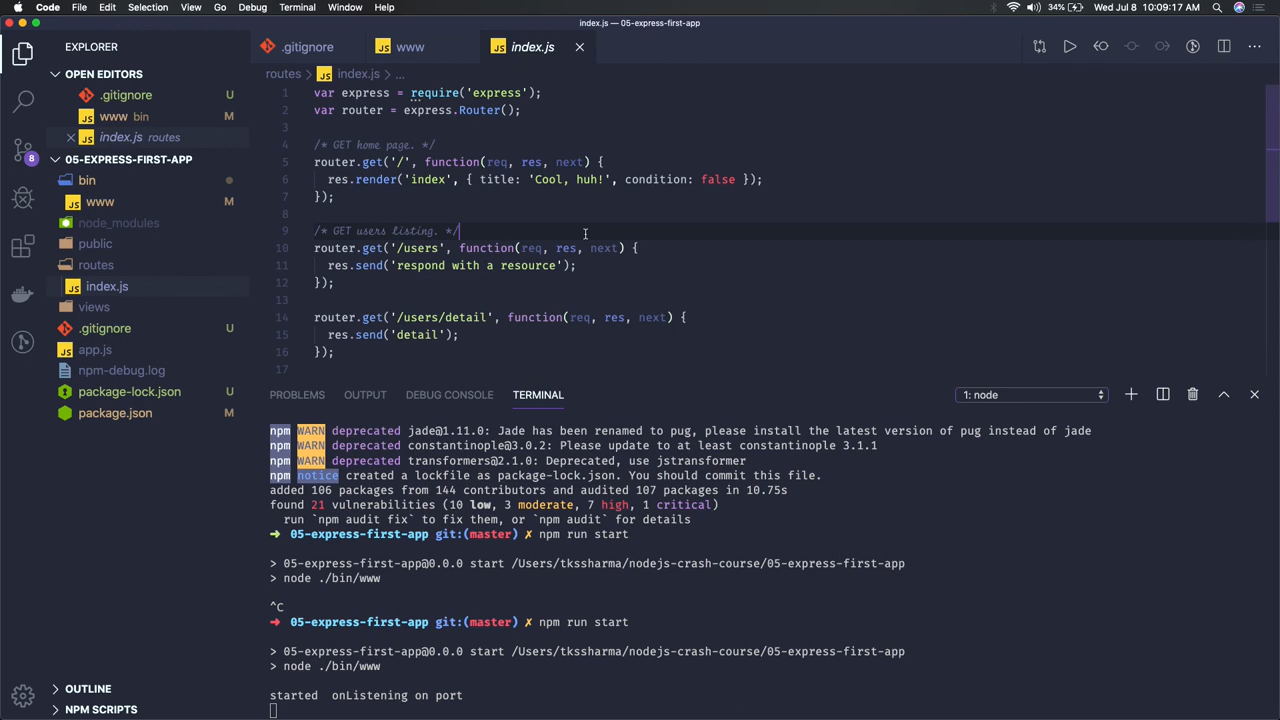 Code File Edit Selection View Go Debug Terminal Window Help 34% Wed Jul 8 10:09:17 AM
index.js — 05-express-first-app
EXPLORER
.gitignore
JS www
JS index.js
OPEN EDITORS
.gitignore U
JS www bin M
JS index.js routes
05-EXPRESS-FIRST-APP
bin
JS www M
node_modules
public
routes
JS index.js
views
.gitignore U
JS app.js
npm-debug.log
package-lock.json U
package.json M
OUTLINE
NPM SCRIPTS
8
routes > JS index.js > ...
1 var express = require('express');
2 var router = express.Router();
3
4 /* GET home page. */
5 router.get('/', function(req, res, next) {
6 res.render('index', { title: 'Cool, huh!', condition: false });
7 });
8
9 /* GET users listing. */
10 router.get('/users', function(req, res, next) {
11 res.send('respond with a resource');
12 });
13
14 router.get('/users/detail', function(req, res, next) {
15 res.send('detail');
16 });
17
PROBLEMS OUTPUT DEBUG CONSOLE TERMINAL 1: node
npm WARN deprecated jade@1.11.0: Jade has been renamed to pug, please install the latest version of pug instead of jade
npm WARN deprecated constantinople@3.0.2: Please update to at least constantinople 3.1.1
npm WARN deprecated transformers@2.1.0: Deprecated, use jstransformer
npm notice created a lockfile as package-lock.json. You should commit this file.
added 106 packages from 144 contributors and audited 107 packages in 10.75s
found 21 vulnerabilities (10 low, 3 moderate, 7 high, 1 critical)
run `npm audit fix` to fix them, or `npm audit` for details
➜ 05-express-first-app git:(master) ✗ npm run start
> 05-express-first-app@0.0.0 start /Users/tkssharma/nodejs-crash-course/05-express-first-app
> node ./bin/www
^C
➜ 05-express-first-app git:(master) ✗ npm run start
> 05-express-first-app@0.0.0 start /Users/tkssharma/nodejs-crash-course/05-express-first-app
> node ./bin/www
started onListening on port